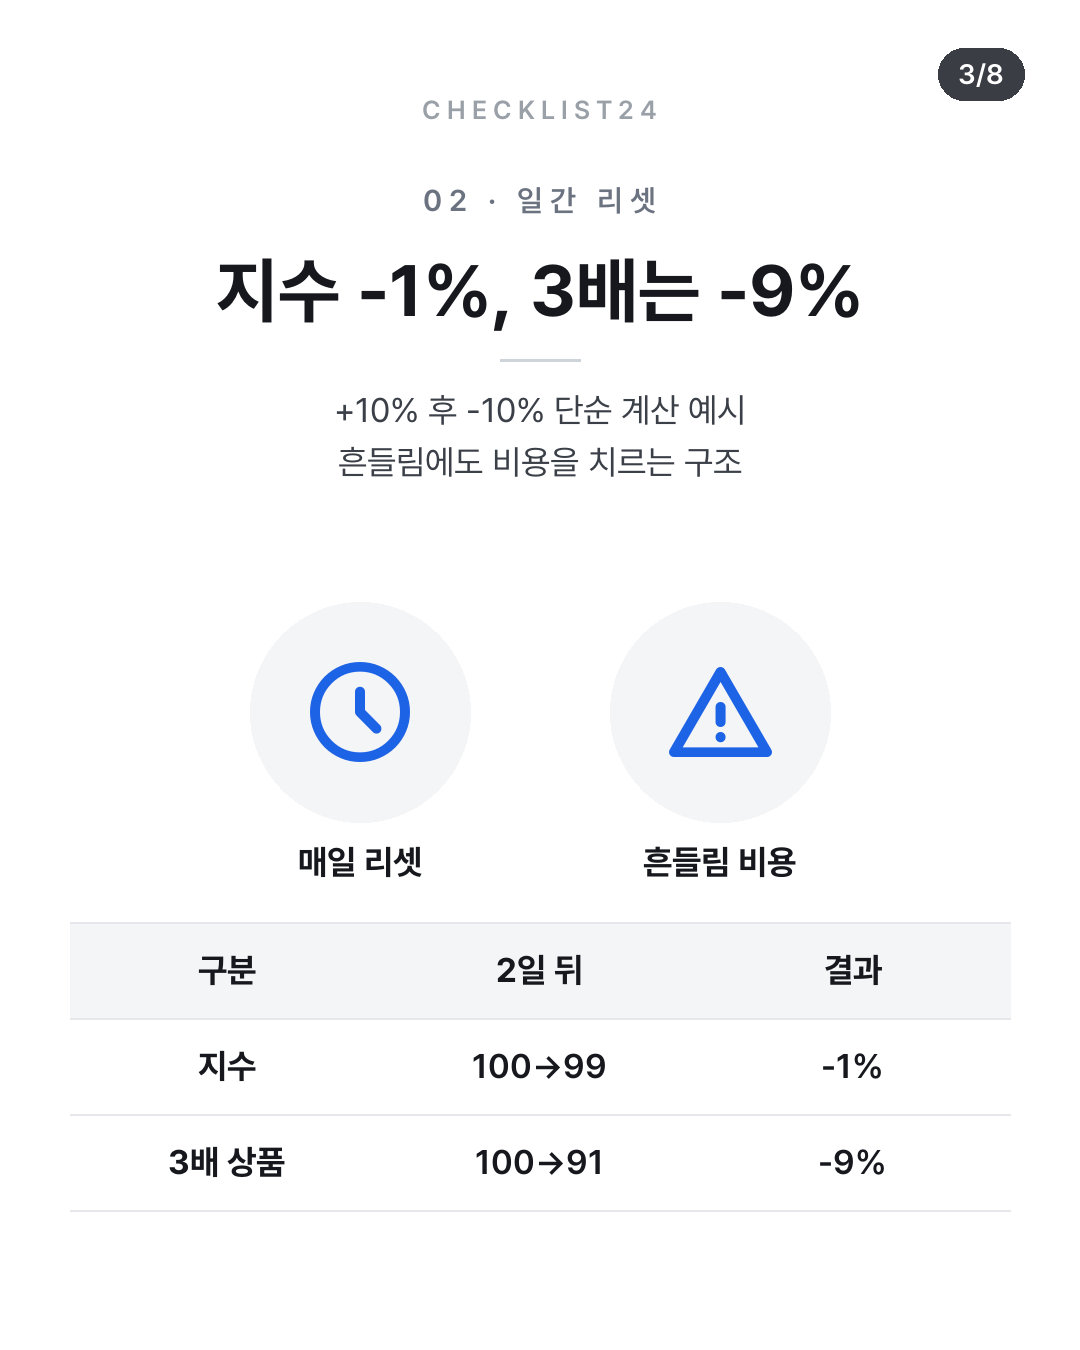 3/8
CHECKLIST24
02 · 일간 리셋
지수 -1%, 3배는 -9%
+10% 후 -10% 단순 계산 예시
흔들림에도 비용을 치르는 구조
매일 리셋
흔들림 비용
구분 2일 뒤 결과
지수 100→99 -1%
3배 상품 100→91 -9%